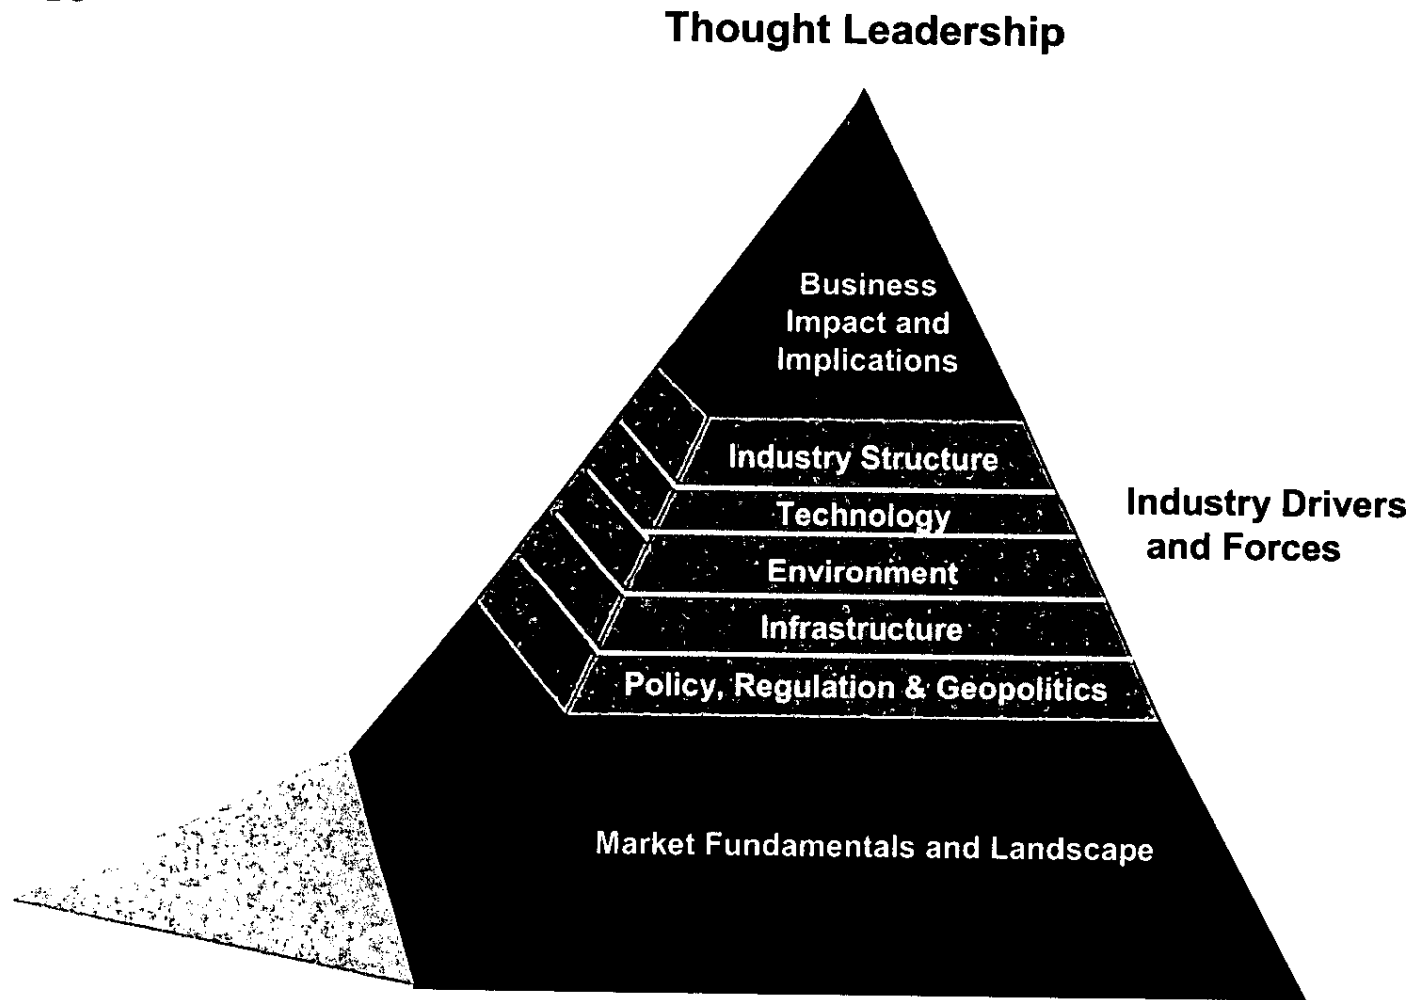 Thought Leadership
Business
Impact and
Implications
Industry Structure
Technology
Environment
Infrastructure
Policy, Regulation & Geopolitics
Industry Drivers
and Forces
Market Fundamentals and Landscape